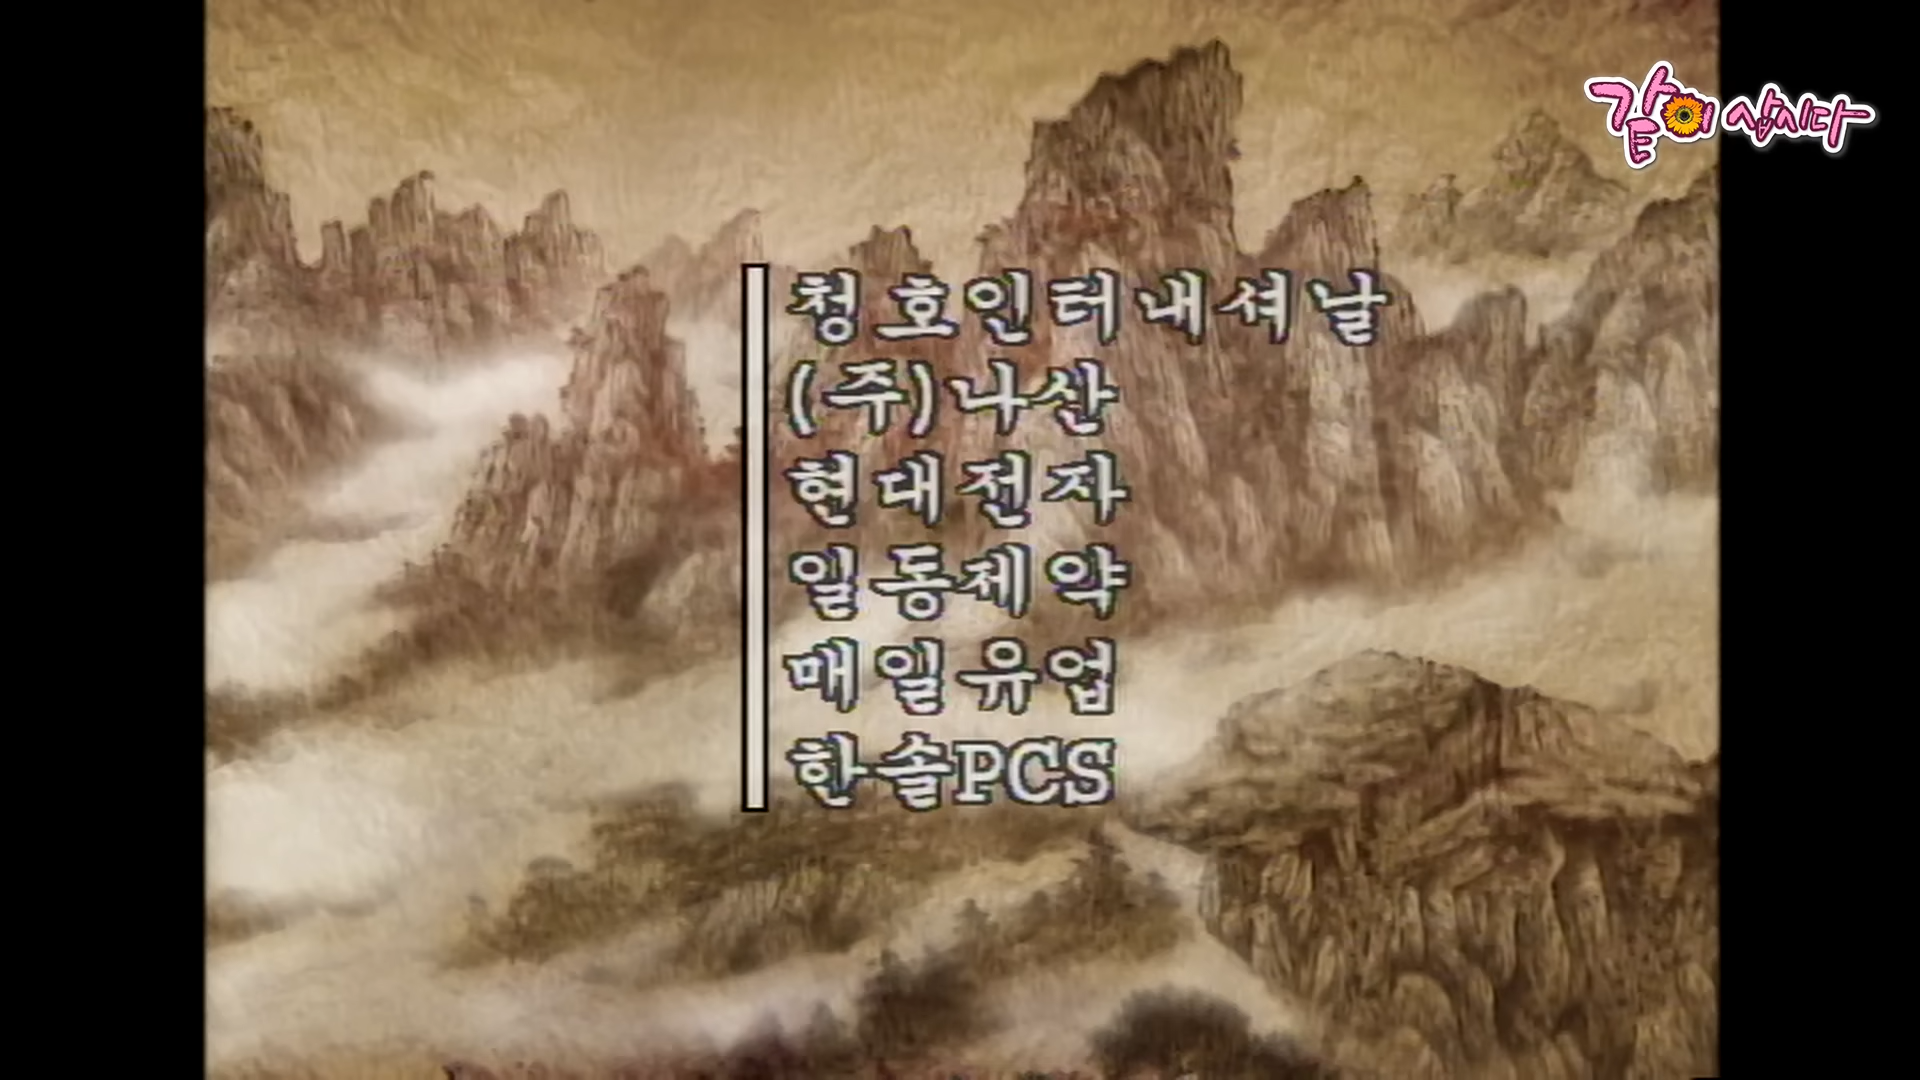 같이 삽시다
청호인터내셔날
(주)나산
현대전자
일동제약
매일유업
한솔PCS